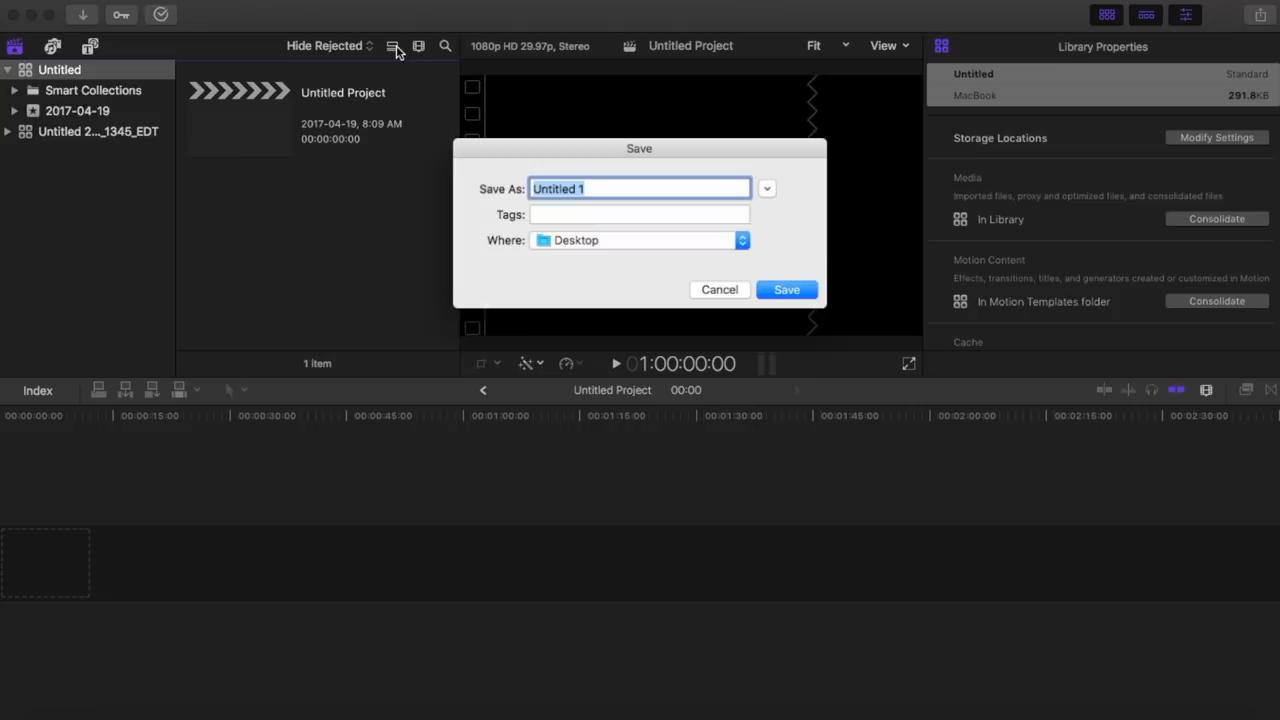 Hide Rejected
1080p HD 29.97p, Stereo
Untitled Project
Fit
View
Library Properties
Untitled
Smart Collections
2017-04-19
Untitled 2..._1345_EDT
Untitled Project
2017-04-19, 8:09 AM
00:00:00:00
1 item
Save
Save As: Untitled 1
Tags:
Where: Desktop
Cancel
Save
1:00:00:00
Untitled
Standard
MacBook
291.8KB
Storage Locations
Modify Settings
Media
Imported files, proxy and optimized files, and consolidated files
In Library
Consolidate
Motion Content
Effects, transitions, titles, and generators created or customized in Motion
In Motion Templates folder
Consolidate
Cache
Index
Untitled Project
00:00
00:00:00:00
00:00:15:00
00:00:30:00
00:00:45:00
00:01:00:00
00:01:15:00
00:01:30:00
00:01:45:00
00:02:00:00
00:02:15:00
00:02:30:00